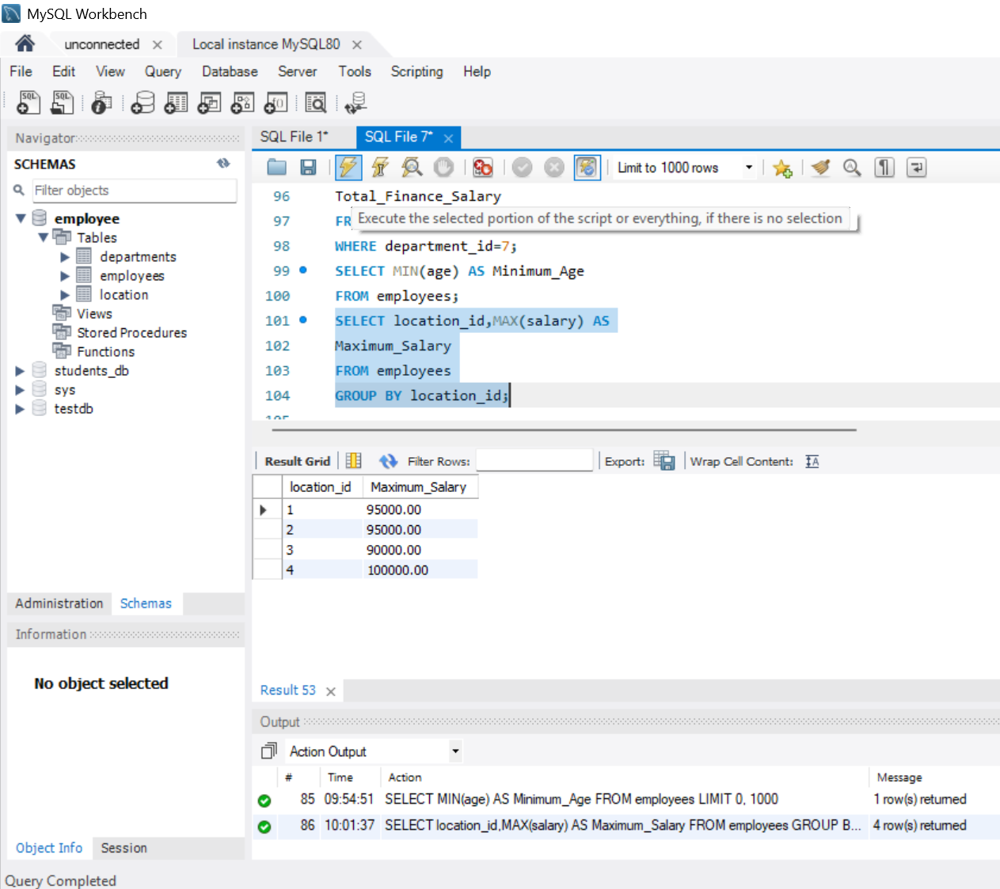 MySQL Workbench
unconnected
Local instance MySQL80
File Edit View Query Database Server Tools Scripting Help
Navigator
SCHEMAS
Filter objects
employee
Tables
departments
employees
location
Views
Stored Procedures
Functions
students_db
sys
testdb
Administration Schemas
Information
No object selected
Object Info Session
Query Completed
SQL File 1*
SQL File 7*
Limit to 1000 rows
96 Total_Finance_Salary
97 FR
Execute the selected portion of the script or everything, if there is no selection
98 WHERE department_id=7;
99 SELECT MIN(age) AS Minimum_Age
100 FROM employees;
101 SELECT location_id,MAX(salary) AS
102 Maximum_Salary
103 FROM employees
104 GROUP BY location_id;
105
Result Grid Filter Rows: Export: Wrap Cell Content:
location_id Maximum_Salary
1 95000.00
2 95000.00
3 90000.00
4 100000.00
Result 53
Output
Action Output
# Time Action Message
85 09:54:51 SELECT MIN(age) AS Minimum_Age FROM employees LIMIT 0, 1000 1 row(s) returned
86 10:01:37 SELECT location_id,MAX(salary) AS Maximum_Salary FROM employees GROUP B... 4 row(s) returned